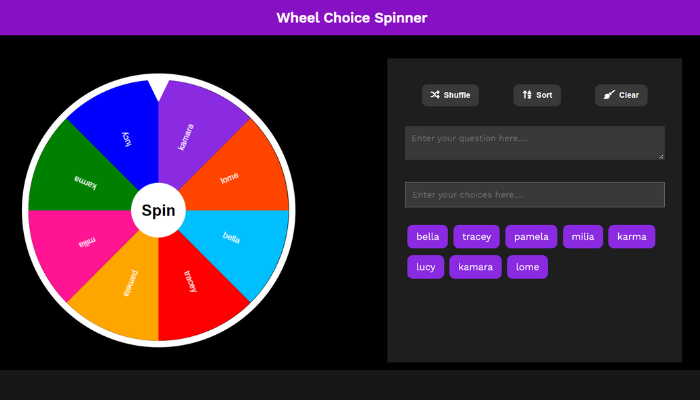 Wheel Choice Spinner
Shuffle Sort Clear
Enter your question here....
Enter your choices here....
bella tracey pamela milia karma
lucy kamara lome
kamara
lome
bella
tracey
pamela
milia
karma
lucy
Spin